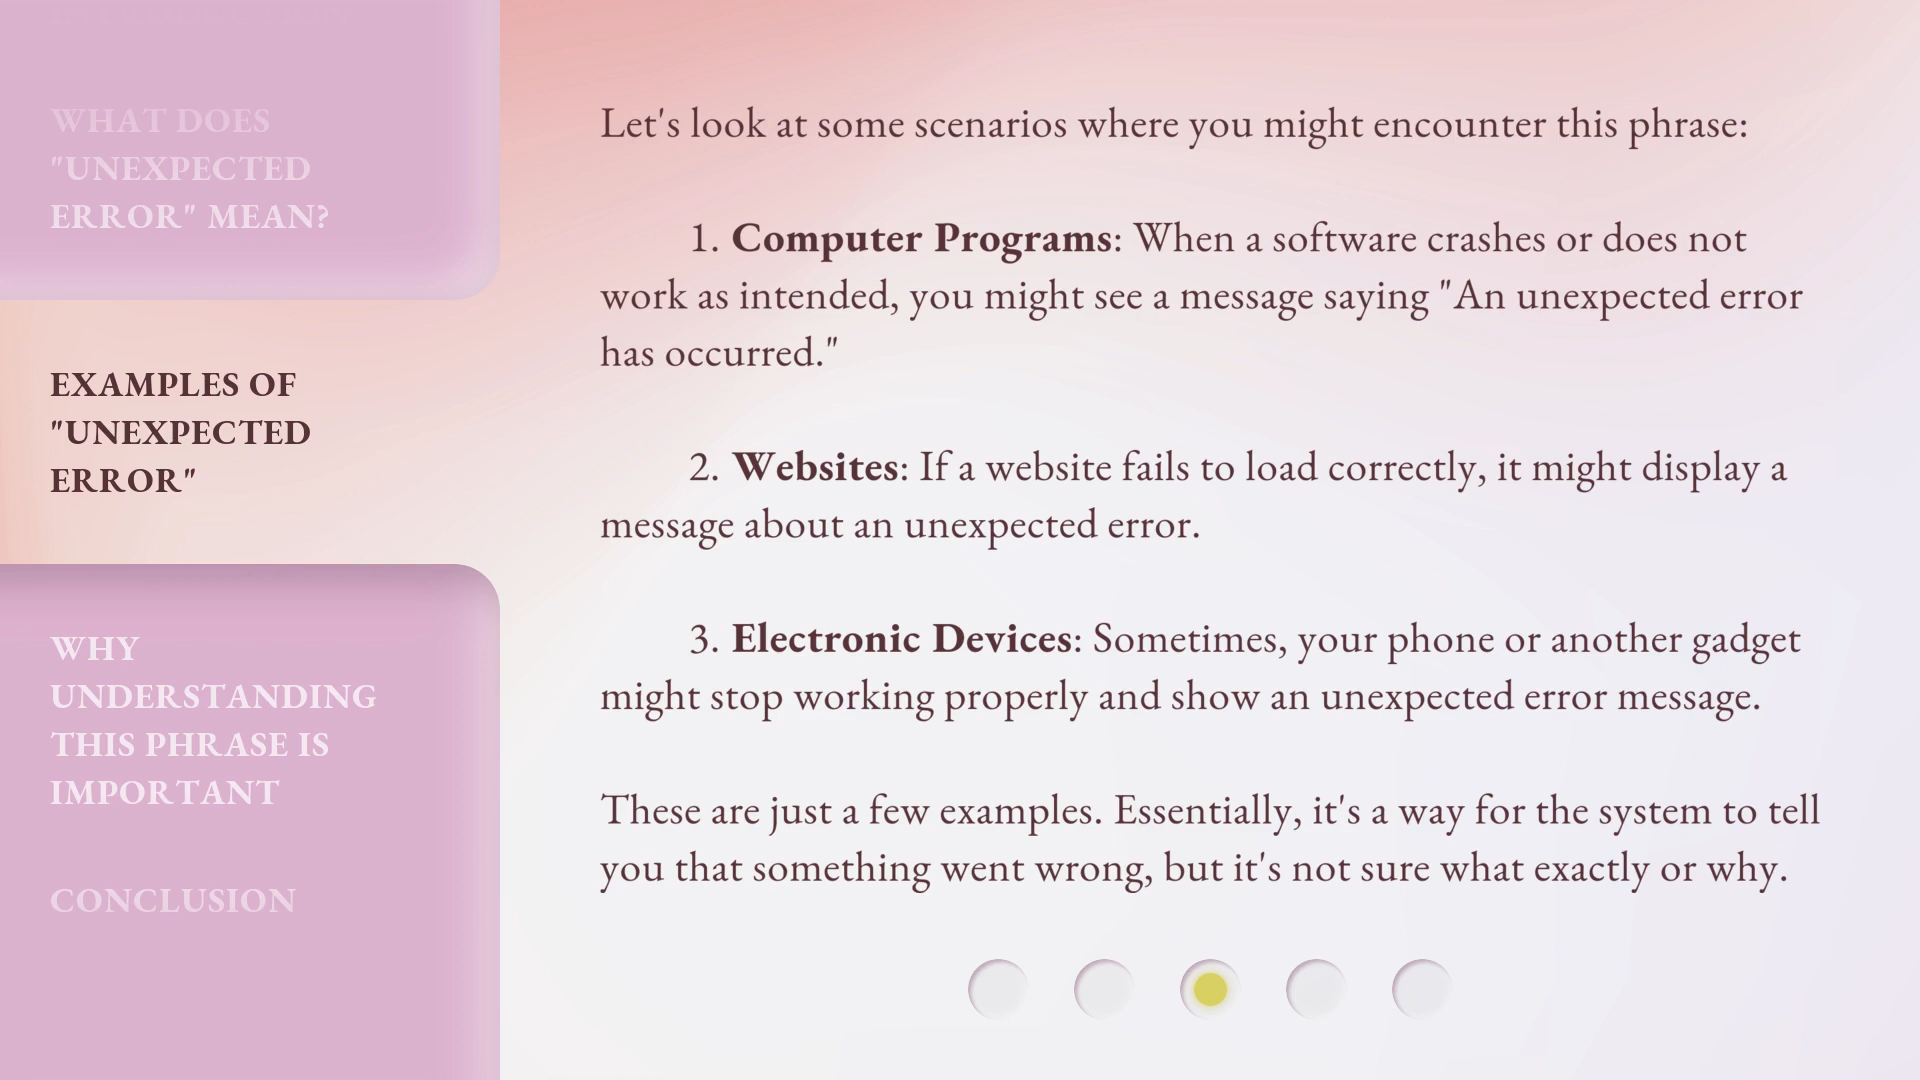 WHAT DOES
"UNEXPECTED
ERROR" MEAN?
EXAMPLES OF
"UNEXPECTED
ERROR"
WHY
UNDERSTANDING
THIS PHRASE IS
IMPORTANT
CONCLUSION
Let's look at some scenarios where you might encounter this phrase:
1. Computer Programs: When a software crashes or does not
work as intended, you might see a message saying "An unexpected error
has occurred."
2. Websites: If a website fails to load correctly, it might display a
message about an unexpected error.
3. Electronic Devices: Sometimes, your phone or another gadget
might stop working properly and show an unexpected error message.
These are just a few examples. Essentially, it's a way for the system to tell
you that something went wrong, but it's not sure what exactly or why.